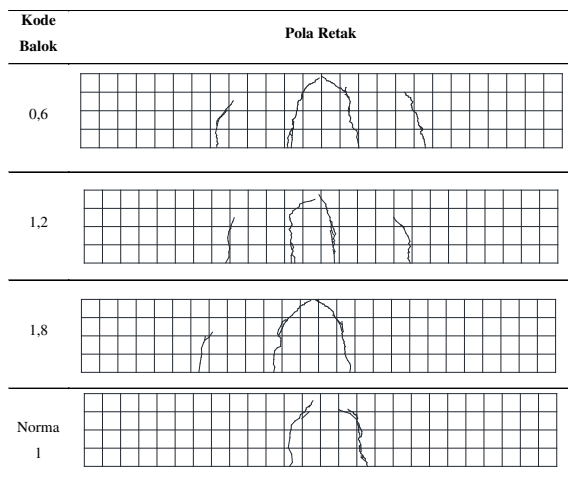 Kode
Balok
Pola Retak
0,6
1,2
1,8
Norma
l